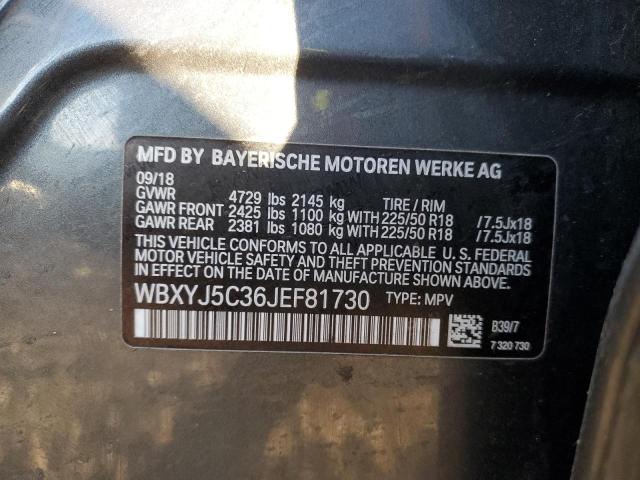 MFD BY BAYERISCHE MOTOREN WERKE AG
09/18
GVWR 4729 lbs 2145 kg TIRE / RIM
GAWR FRONT 2425 lbs 1100 kg WITH 225/50 R18 /7.5Jx18
GAWR REAR 2381 lbs 1080 kg WITH 225/50 R18 /7.5Jx18
THIS VEHICLE CONFORMS TO ALL APPLICABLE U. S. FEDERAL
MOTOR VEHICLE SAFETY STANDARDS IN EFFECT ON THE
DATE OF MANUFACTURE SHOWN ABOVE.
WBXYJ5C36JEF81730 TYPE: MPV
B39/7
7 320 730